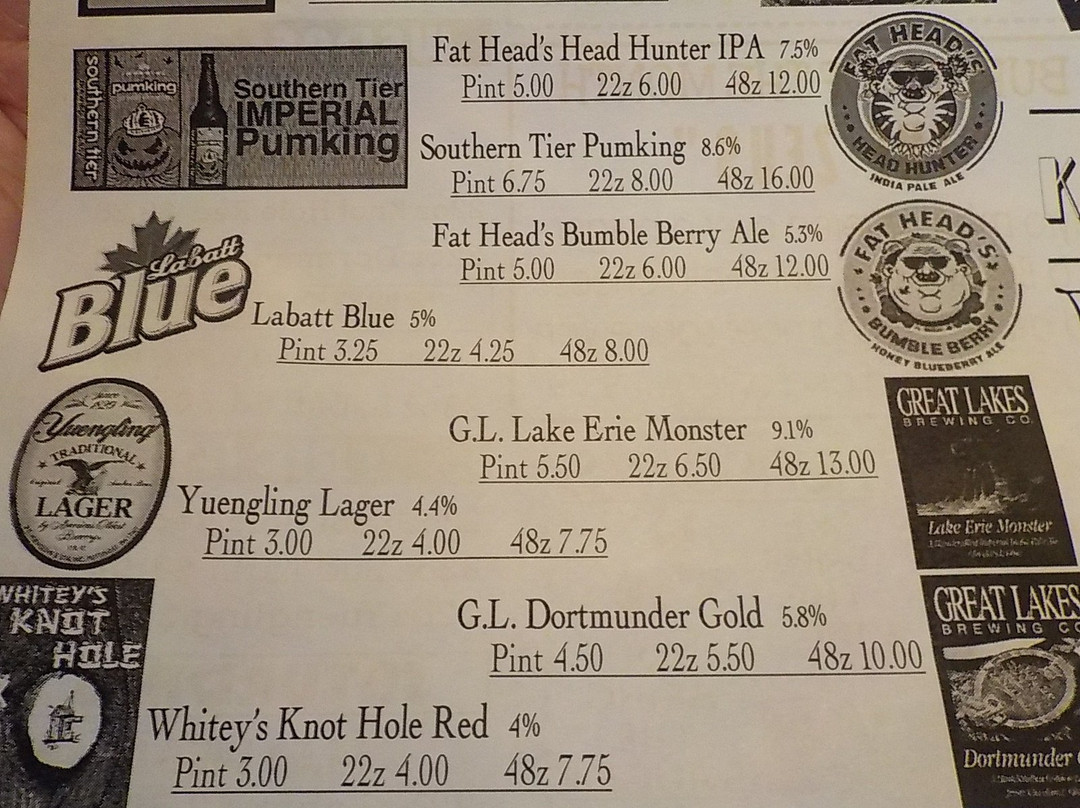 southern tier
pumking
Southern Tier
IMPERIAL
Pumking
Fat Head's Head Hunter IPA 7.5%
Pint 5.00 22z 6.00 48z 12.00
FAT HEAD'S
HEAD HUNTER
INDIA PALE ALE
Southern Tier Pumking 8.6%
Pint 6.75 22z 8.00 48z 16.00
Fat Head's Bumble Berry Ale 5.3%
Pint 5.00 22z 6.00 48z 12.00
FAT HEAD'S
BUMBLE BERRY
HONEY BLUEBERRY ALE
Labatt
Blue
Labatt Blue 5%
Pint 3.25 22z 4.25 48z 8.00
G.L. Lake Erie Monster 9.1%
Pint 5.50 22z 6.50 48z 13.00
GREAT LAKES
BREWING CO.
Lake Erie Monster
Yuengling
TRADITIONAL
LAGER
Yuengling Lager 4.4%
Pint 3.00 22z 4.00 48z 7.75
G.L. Dortmunder Gold 5.8%
Pint 4.50 22z 5.50 48z 10.00
GREAT LAKES
BREWING CO
Dortmunder
WHITEY'S
KNOT
HOLE
Whitey's Knot Hole Red 4%
Pint 3.00 22z 4.00 48z 7.75